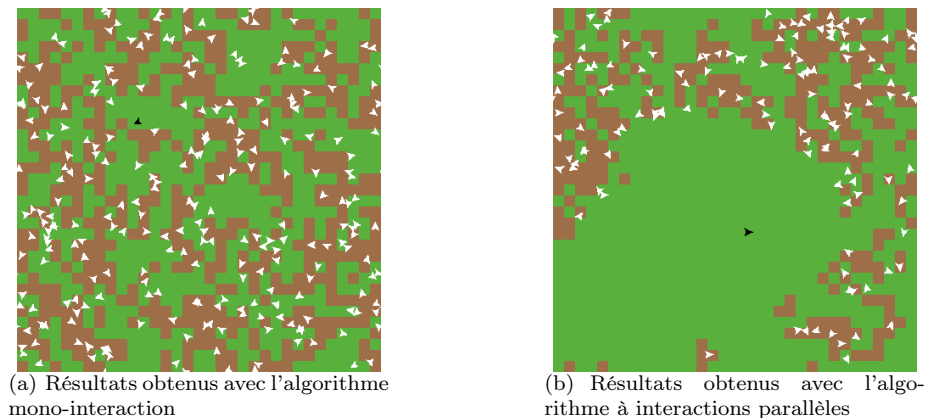 (a) Résultats obtenus avec l'algorithme
mono-interaction
(b) Résultats obtenus avec l'algo-
rithme à interactions parallèles